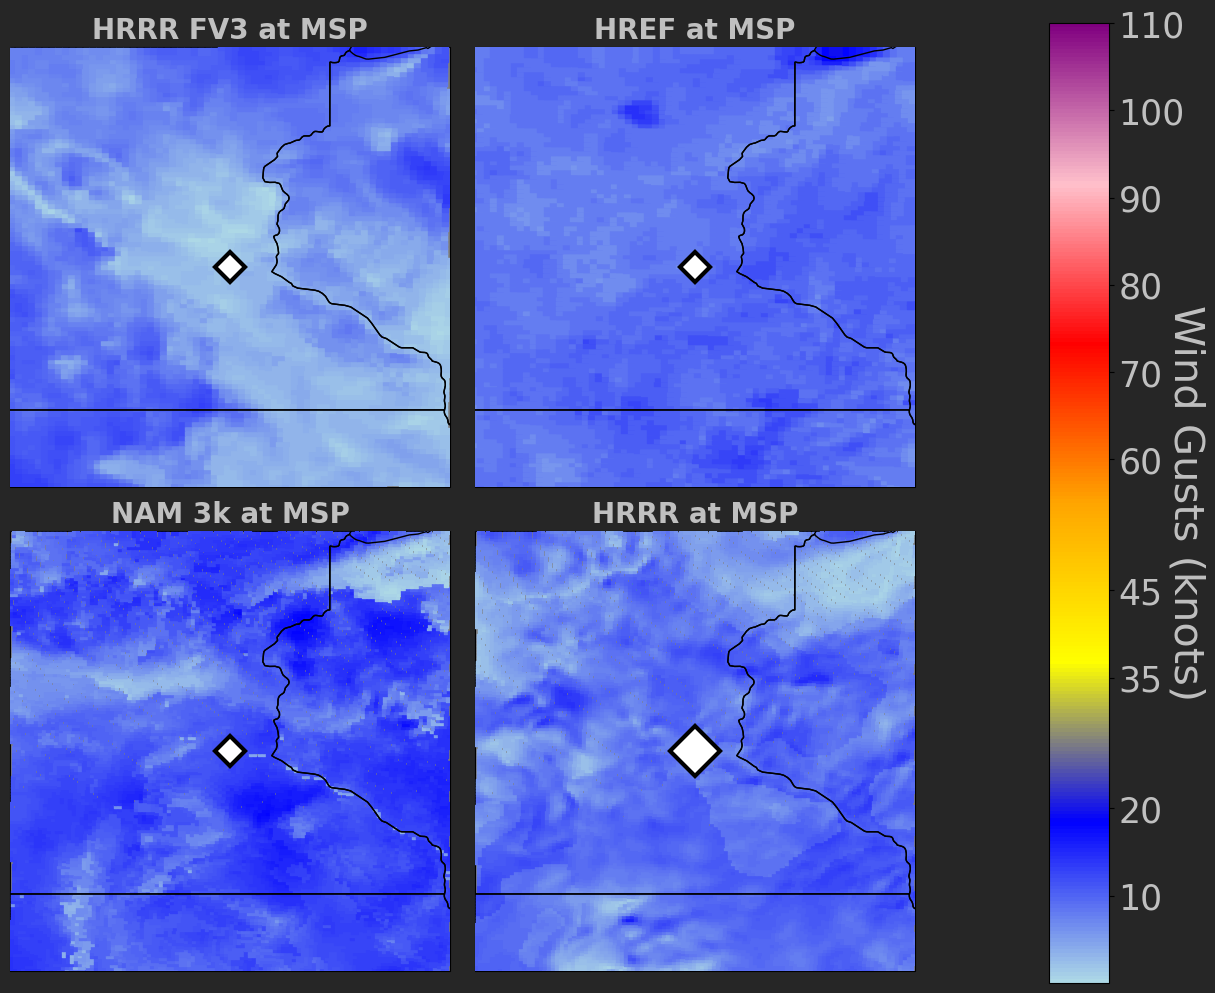 HRRR FV3 at MSP
HREF at MSP
NAM 3k at MSP
HRRR at MSP
110
100
90
80
70
60
45
35
20
10
Wind Gusts (knots)